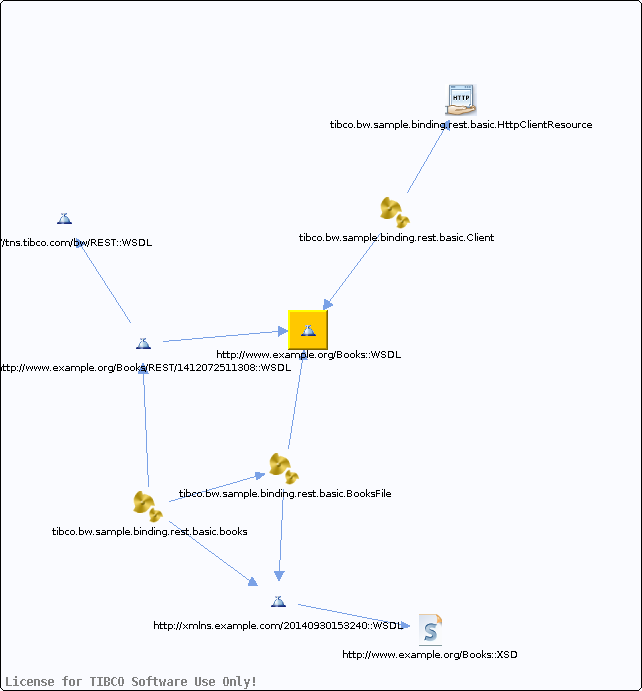 HTTP
tibco.bw.sample.binding.rest.basic.HttpClientResource
tibco.bw.sample.binding.rest.basic.Client
//tns.tibco.com/bw/REST::WSDL
http://www.example.org/Books::WSDL
http://www.example.org/Books/REST/1412072511308::WSDL
tibco.bw.sample.binding.rest.basic.BooksFile
tibco.bw.sample.binding.rest.basic.books
http://xmlns.example.com/20140930153240::WSDL
S
http://www.example.org/Books::XSD
License for TIBCO Software Use Only!